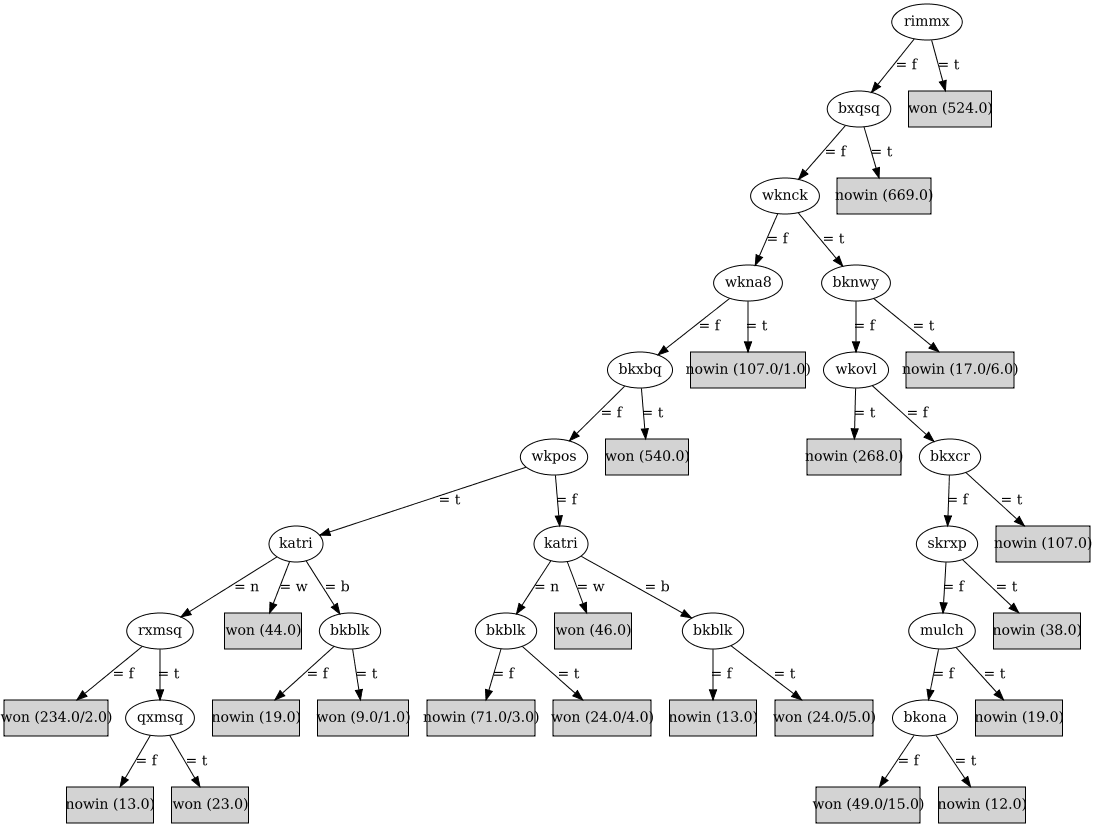 rimmx
= f
= t
bxqsq
won (524.0)
= f
= t
wknck
nowin (669.0)
= f
= t
wkna8
bknwy
= f
= t
= f
= t
bkxbq
nowin (107.0/1.0)
wkovl
nowin (17.0/6.0)
= f
= t
= t
= f
wkpos
won (540.0)
nowin (268.0)
bkxcr
= t
= f
= f
= t
katri
katri
skrxp
nowin (107.0)
= n
= w
= b
= n
= w
= b
= f
= t
rxmsq
won (44.0)
bkblk
bkblk
won (46.0)
bkblk
mulch
nowin (38.0)
= f
= t
= f
= t
= f
= t
= f
= t
= f
= t
won (234.0/2.0)
qxmsq
nowin (19.0)
won (9.0/1.0)
nowin (71.0/3.0)
won (24.0/4.0)
nowin (13.0)
won (24.0/5.0)
bkona
nowin (19.0)
= f
= t
= f
= t
nowin (13.0)
won (23.0)
won (49.0/15.0)
nowin (12.0)